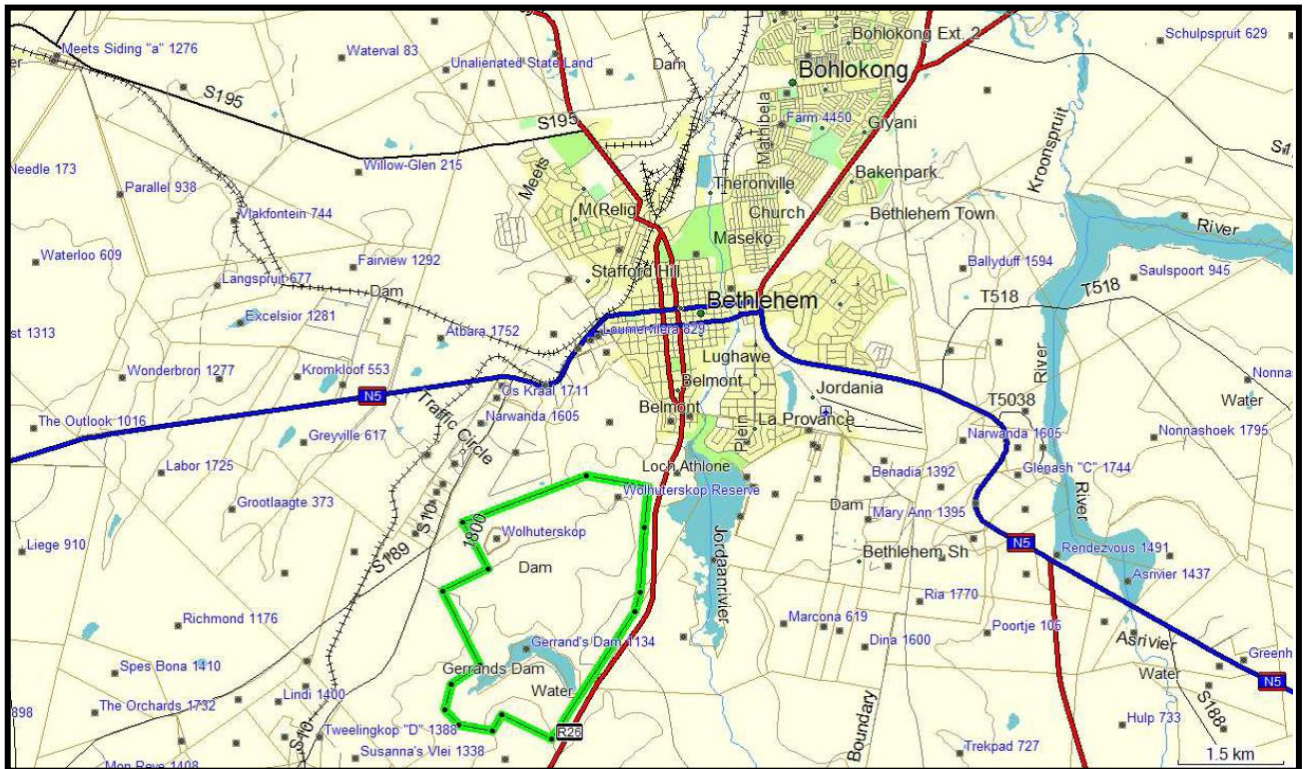 Bohlokong Ext. 2
Schulpspruit 629
Meets Siding "a" 1276
Waterval 83
Unalienated State Land
Dam
Bohlokong
S195
S195
Mathibela
Farm 4450
Giyani
Kroonspruit
Needle 173
Willow-Glen 215
Parallel 938
Meets
Theronville
Bakenpark
Vlakfontein 744
M(Relig
Church
Bethlehem Town
River
Maseko
Waterloo 609
Fairview 1292
Stafford Hill
Ballyduff 1594
Saulspoort 945
Langspruit 677
Dam
T518
T518
Bethlehem
Excelsior 1281
st 1313
Atbara 1752
River
Lughawe
Wonderbron 1277
Kromkloof 553
Belmont
Jordania
N5
Os Kraal 1711
Water
Belmont
T5038
The Outlook 1016
Traffic Circle
Narwanda 1605
Plein
La Provance
Greyville 617
Narwanda 1605
Nonnashoek 1795
Labor 1725
Loch Athlone
Benadia 1392
Glenash "C" 1744
Grootlaagte 373
S10
Wolhuterskop Reserve
Dam
Mary Ann 1395
River
1800
Wolhuterskop
Jordaanrivier
Liege 910
S189
Bethlehem Sh
N5
Rendezvous 1491
Dam
Asrivier 1437
Ria 1770
Richmond 1176
Marcona 619
Poortje 106
Gerrand's Dam 1134
Dina 1600
Asrivier
Spes Bona 1410
Gerrands Dam
Water
Greenh
Water
N5
Lindi 1400
898
The Orchards 1732
S10
Tweelingkop "D" 1388
R26
Boundary
S188
Hulp 733
Susanna's Vlei 1338
Trekpad 727
1.5 km
Mon Reve 1408